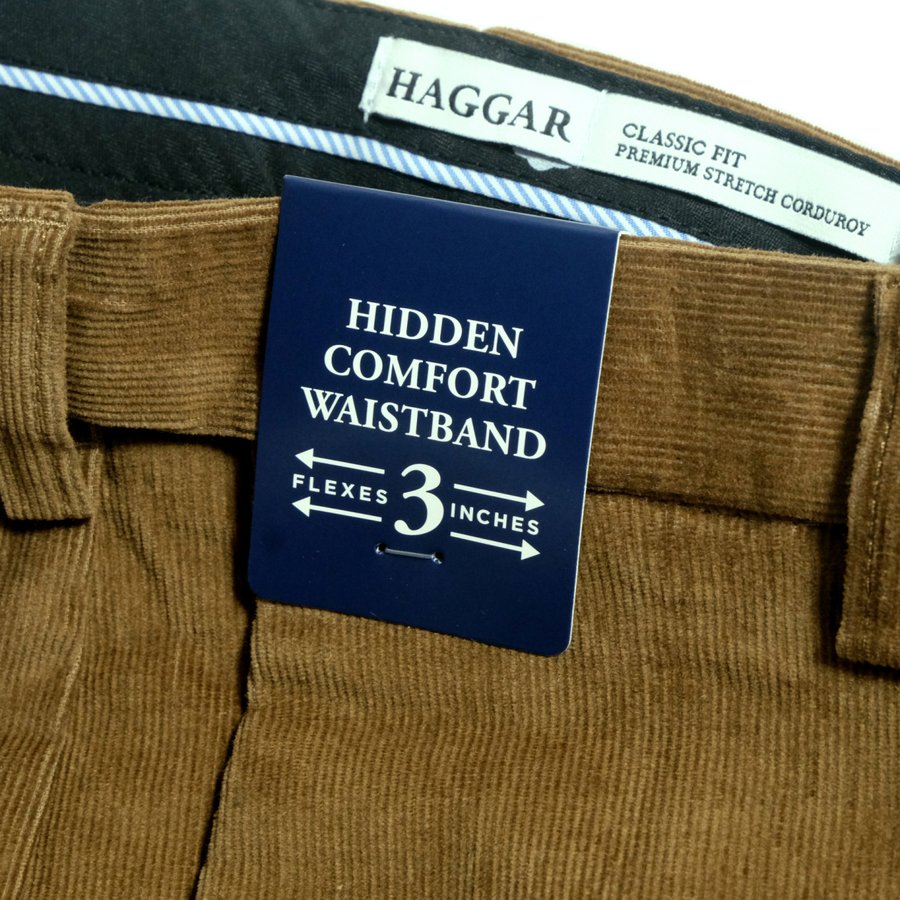 HAGGAR
CLASSIC FIT
PREMIUM STRETCH CORDUROY
HIDDEN
COMFORT
WAISTBAND
FLEXES 3 INCHES